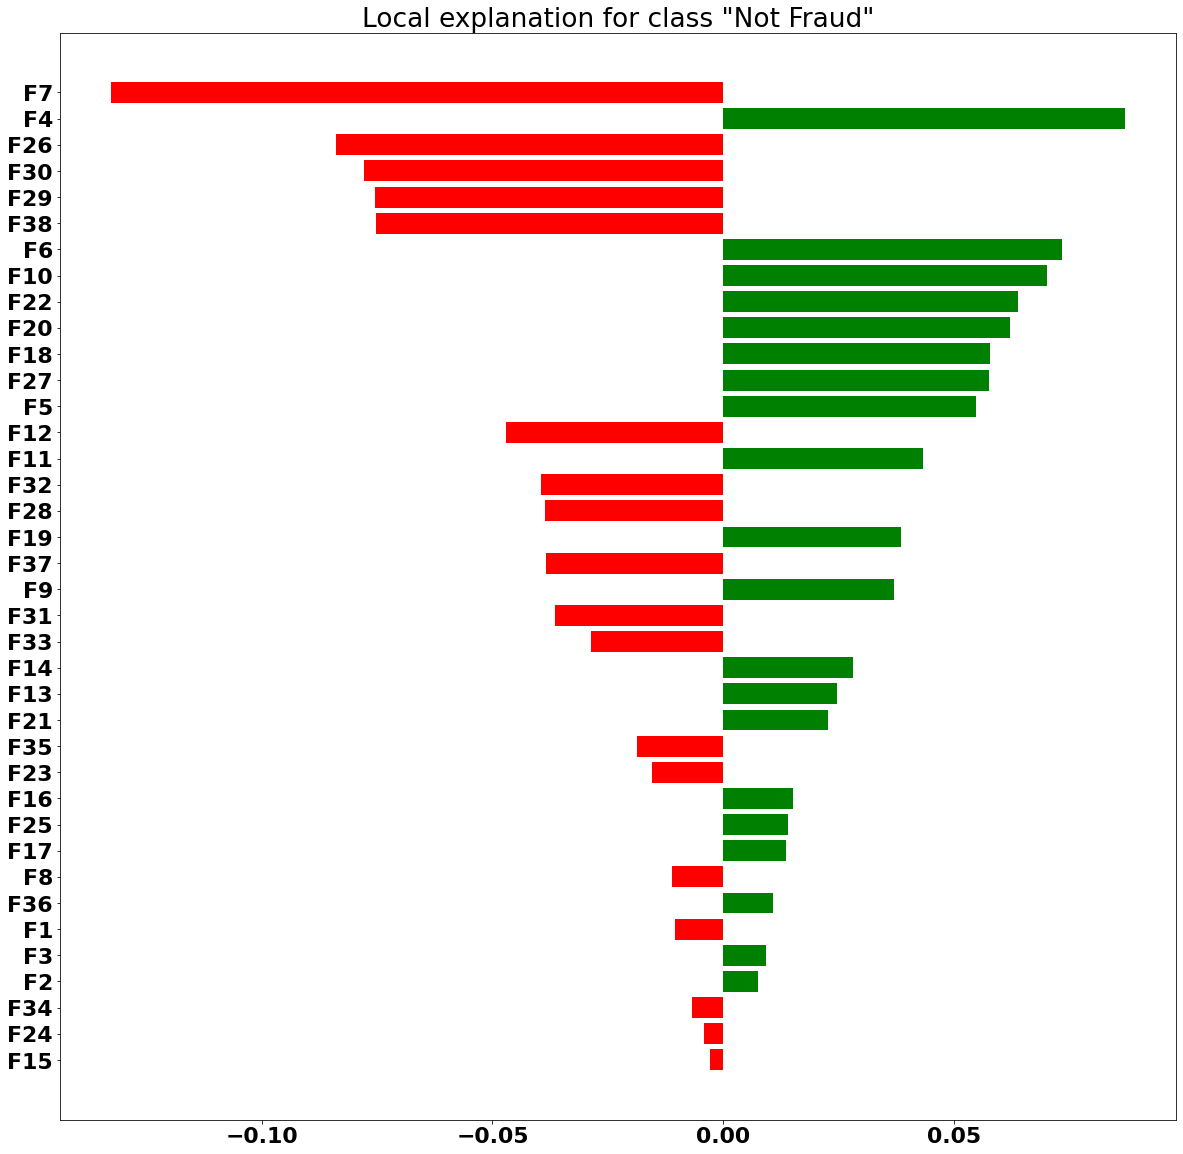 Local explanation for class "Not Fraud"
F7
F4
F26
F30
F29
F38
F6
F10
F22
F20
F18
F27
F5
F12
F11
F32
F28
F19
F37
F9
F31
F33
F14
F13
F21
F35
F23
F16
F25
F17
F8
F36
F1
F3
F2
F34
F24
F15
−0.10 −0.05 0.00 0.05